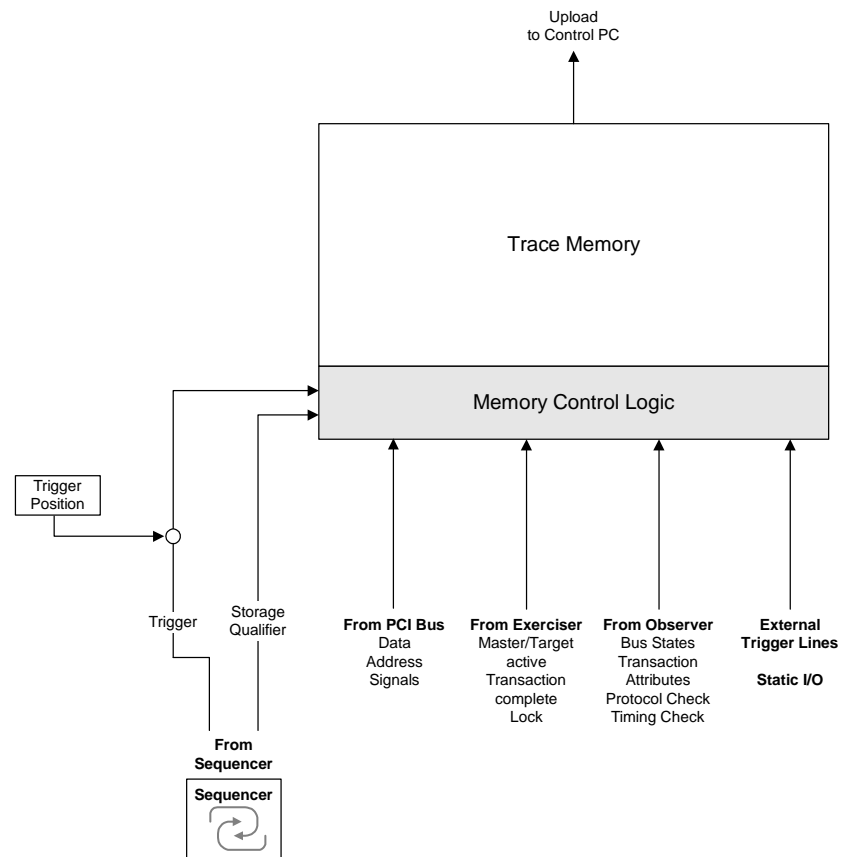 Upload
to Control PC
Trace Memory
Memory Control Logic
Trigger
Position
Trigger
Storage
Qualifier
From PCI Bus
Data
Address
Signals
From Exerciser
Master/Target
active
Transaction
complete
Lock
From Observer
Bus States
Transaction
Attributes
Protocol Check
Timing Check
External
Trigger Lines
Static I/O
From
Sequencer
Sequencer